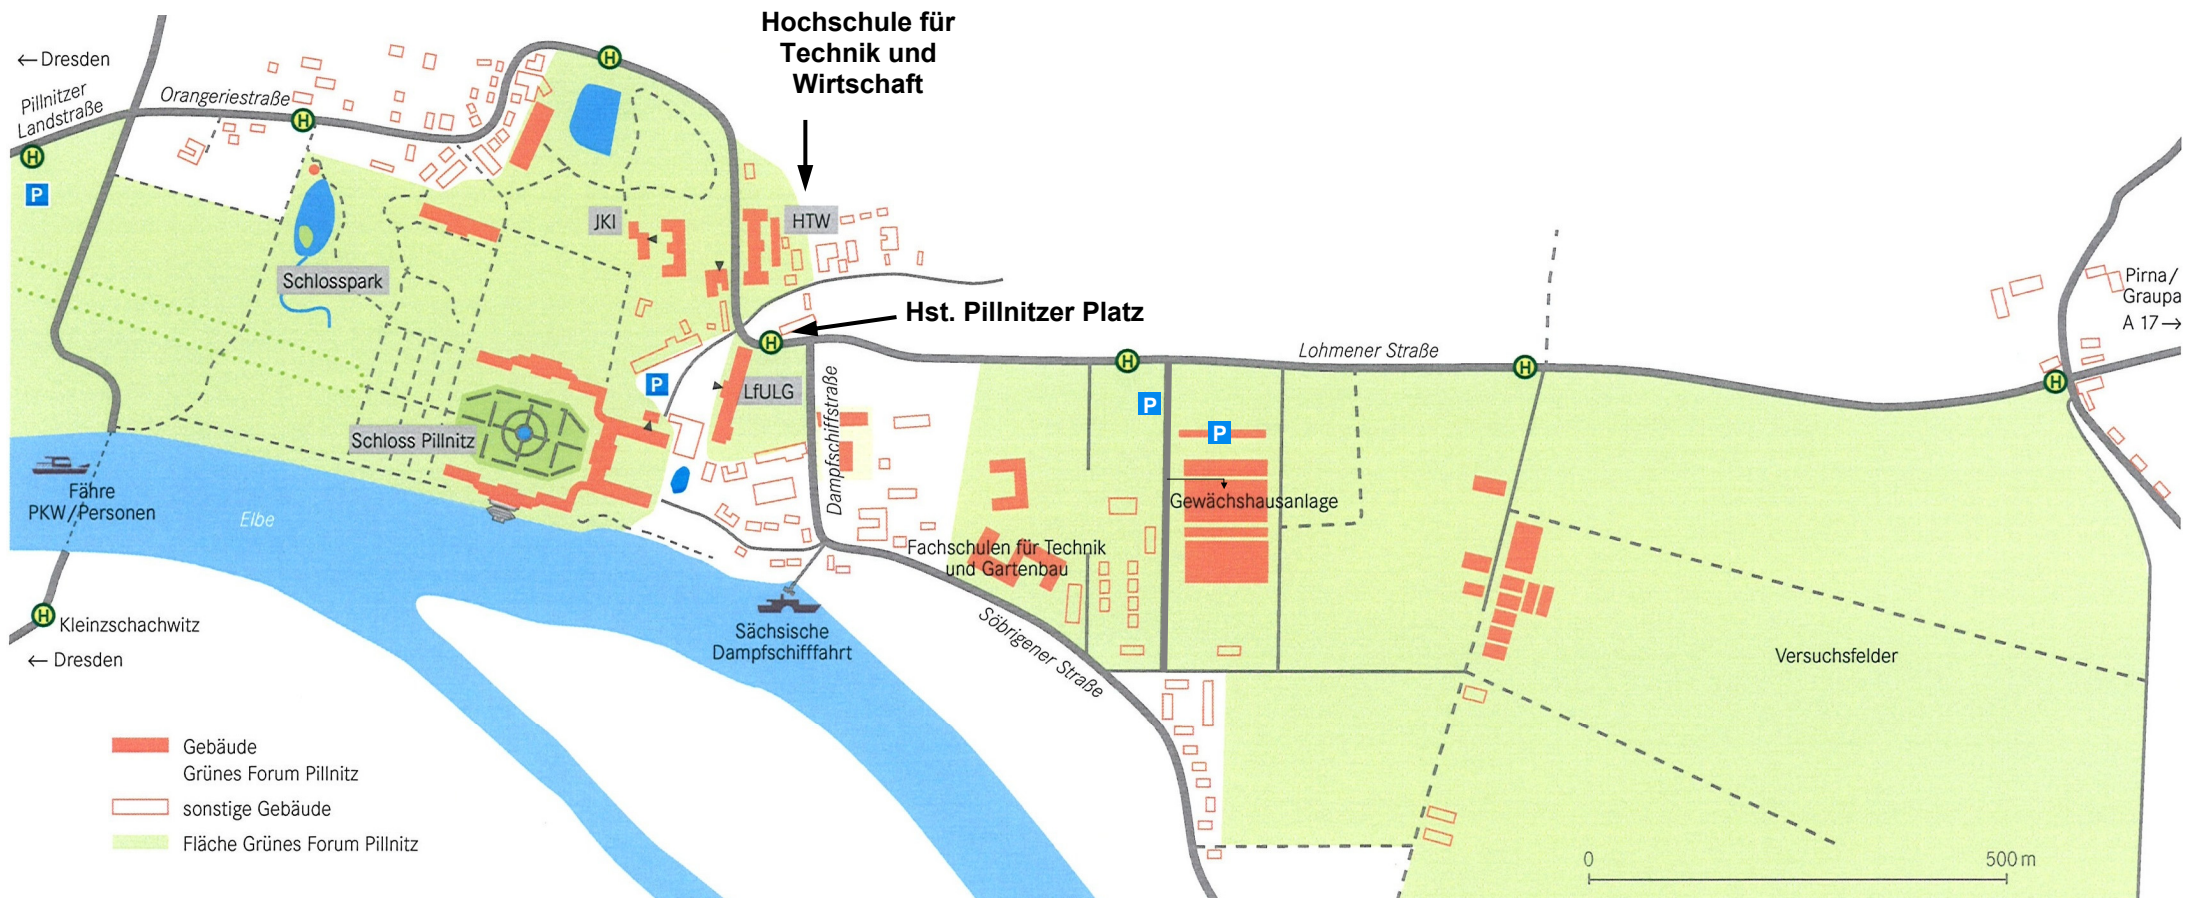 Hochschule für
Technik und
Wirtschaft
← Dresden
Pillnitzer
Landstraße
Orangeriestraße
H
H
H
P
JKI
HTW
Schlosspark
Hst. Pillnitzer Platz
H
P
LfULG
Schloss Pillnitz
Dampfschiffstraße
Lohmener Straße
H
H
H
P
P
Pirna/
Graupa
A 17 →
Gewächshausanlage
Fähre
PKW/Personen
Elbe
Fachschulen für Technik
und Gartenbau
H
Kleinzschachwitz
← Dresden
Sächsische
Dampfschifffahrt
Söbrigener Straße
Versuchsfelder
Gebäude
Grünes Forum Pillnitz
sonstige Gebäude
Fläche Grünes Forum Pillnitz
0 500 m